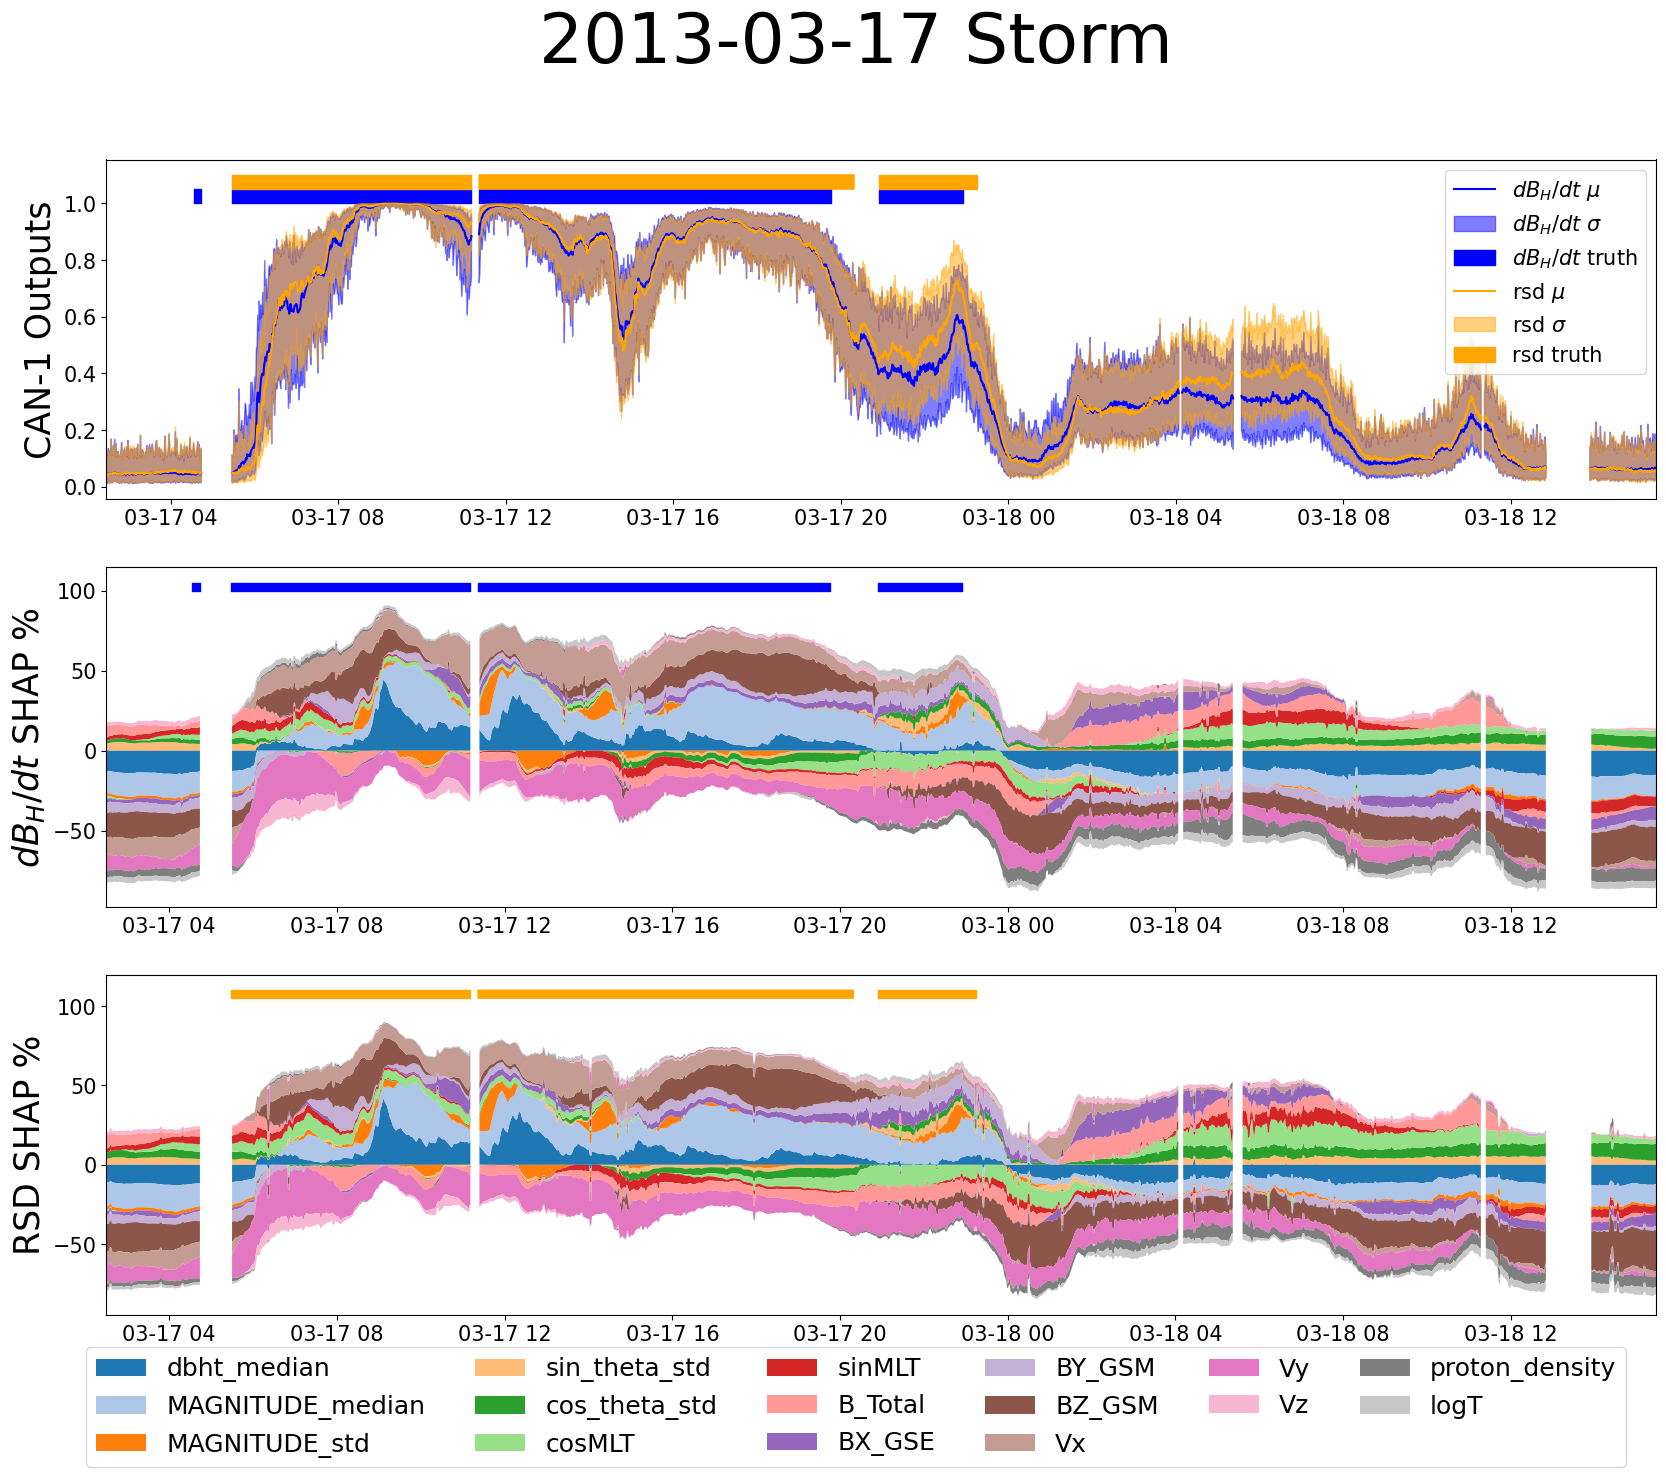 2013-03-17 Storm
CAN-1 Outputs
1.0
0.8
0.6
0.4
0.2
0.0
dB_H/dt μ
dB_H/dt σ
dB_H/dt truth
rsd μ
rsd σ
rsd truth
03-17 04 03-17 08 03-17 12 03-17 16 03-17 20 03-18 00 03-18 04 03-18 08 03-18 12
dB_H/dt SHAP %
100
50
0
−50
03-17 04 03-17 08 03-17 12 03-17 16 03-17 20 03-18 00 03-18 04 03-18 08 03-18 12
RSD SHAP %
100
50
0
−50
03-17 04 03-17 08 03-17 12 03-17 16 03-17 20 03-18 00 03-18 04 03-18 08 03-18 12
dbht_median sin_theta_std sinMLT BY_GSM Vy proton_density
MAGNITUDE_median cos_theta_std B_Total BZ_GSM Vz logT
MAGNITUDE_std cosMLT BX_GSE Vx